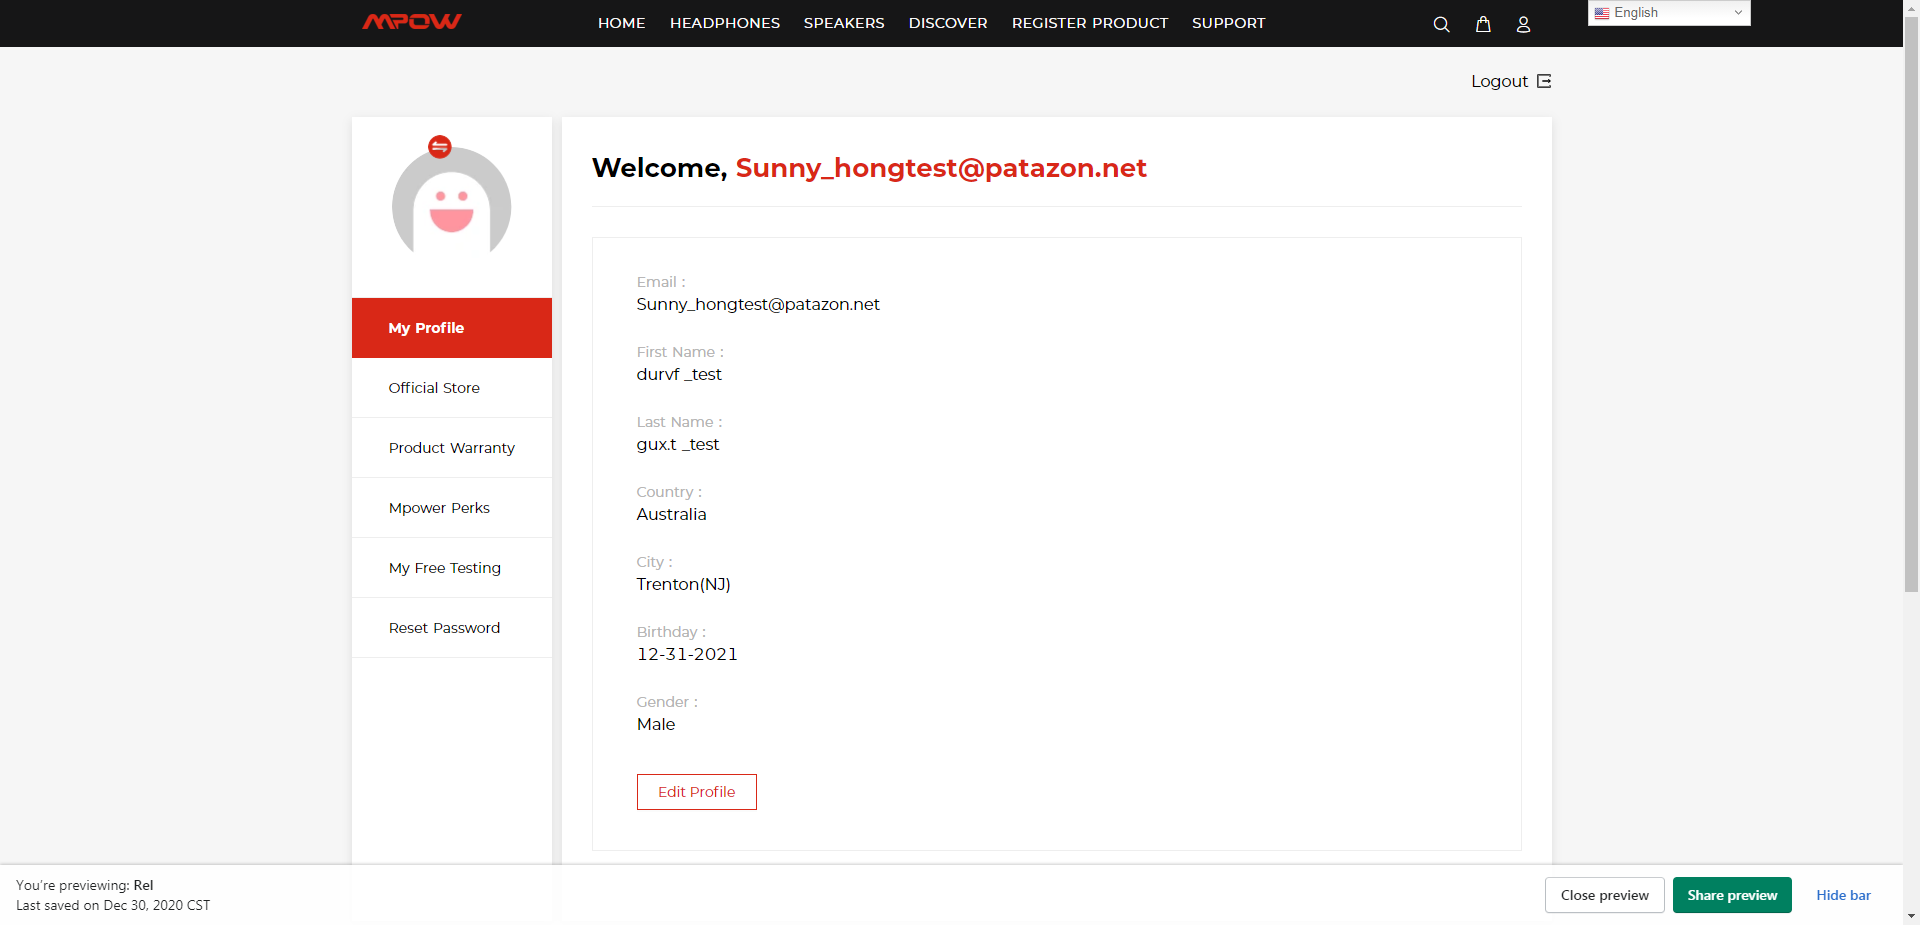 MPOW HOME HEADPHONES SPEAKERS DISCOVER REGISTER PRODUCT SUPPORT English
Logout
Welcome, Sunny_hongtest@patazon.net
My Profile
Official Store
Product Warranty
Mpower Perks
My Free Testing
Reset Password
Email :
Sunny_hongtest@patazon.net
First Name :
durvf _test
Last Name :
gux.t _test
Country :
Australia
City :
Trenton(NJ)
Birthday :
12-31-2021
Gender :
Male
Edit Profile
You're previewing: Rel
Last saved on Dec 30, 2020 CST
Close preview Share preview Hide bar